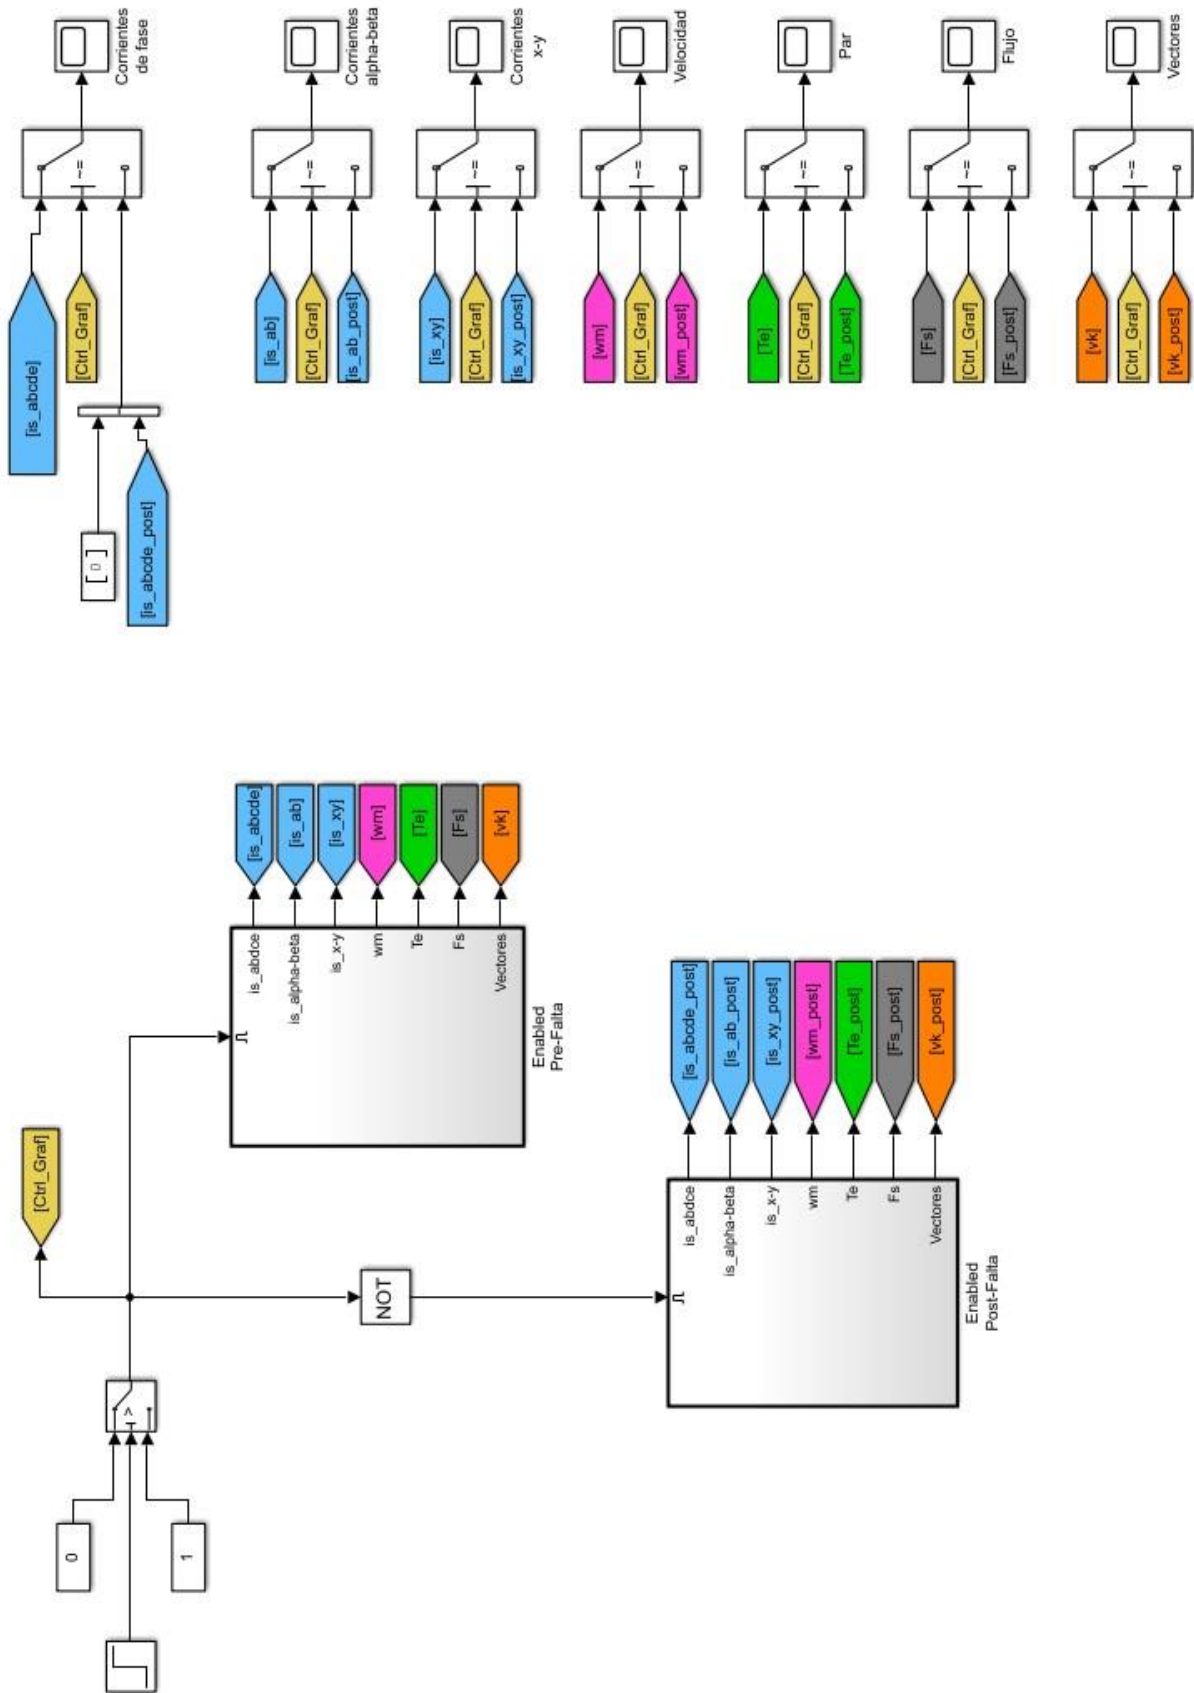 0
1
[Ctrl_Graf]
NOT
is_abdce
is_alpha-beta
is_x-y
wm
Te
Fs
Vectores
Enabled
Pre-Falta
[is_abcde]
[is_ab]
[is_xy]
[wm]
[Te]
[Fs]
[vk]
is_abdce
is_alpha-beta
is_x-y
wm
Te
Fs
Vectores
Enabled
Post-Falta
[is_abcde_post]
[is_ab_post]
[is_xy_post]
[wm_post]
[Te_post]
[Fs_post]
[vk_post]
[is_abcde]
[Ctrl_Graf]
[is_abcde_post]
~=
Corrientes
de fase
[is_ab]
[Ctrl_Graf]
[is_ab_post]
~=
Corrientes
alpha-beta
[is_xy]
[Ctrl_Graf]
[is_xy_post]
~=
Corrientes
x-y
[wm]
[Ctrl_Graf]
[wm_post]
~=
Velocidad
[Te]
[Ctrl_Graf]
[Te_post]
~=
Par
[Fs]
[Ctrl_Graf]
[Fs_post]
~=
Flujo
[vk]
[Ctrl_Graf]
[vk_post]
~=
Vectores